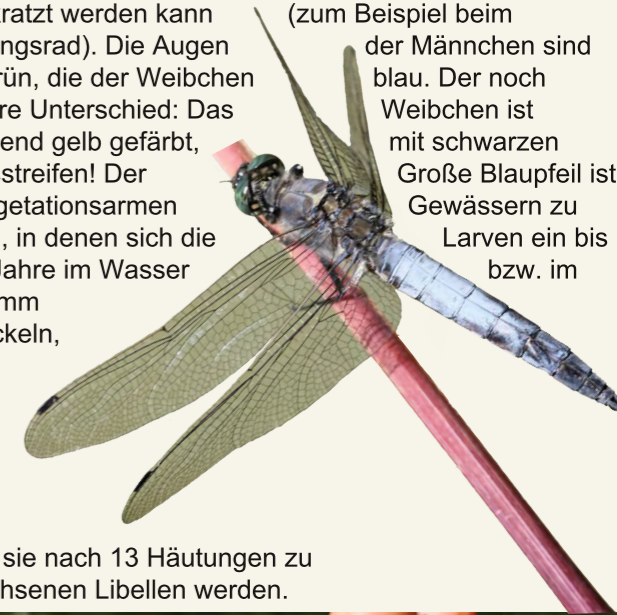 ratzt werden kann (zum Beispiel beim
ngsrad). Die Augen der Männchen sind
rün, die der Weibchen blau. Der noch
re Unterschied: Das Weibchen ist
end gelb gefärbt, mit schwarzen
streifen! Der Große Blaupfeil ist
getationsarmen Gewässern zu
, in denen sich die Larven ein bis
Jahre im Wasser bzw. im
mm
ckeln,
sie nach 13 Häutungen zu
hsenen Libellen werden.